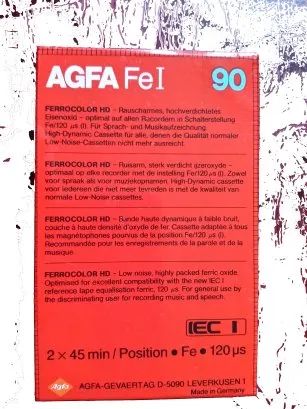 AGFA Fe I 90
FERROCOLOR HD – Rauscharmes, hochverdichtetes
Eisenoxid – optimal auf allen Recordern in Schalterstellung
Fe/120 µs (I). Für Sprach- und Musikaufzeichnung.
High-Dynamic Cassette für alle, denen die Qualität normaler
Low-Noise-Cassetten nicht mehr ausreicht.
FERROCOLOR HD – Ruisarm, sterk verdicht ijzeroxyde –
optimaal op elke recorder met de instelling Fe/120 µs (I). Zowel
voor spraak als voor muziekopnamen. High-Dynamic cassette
voor iedereen die niet meer tevreden is met de kwaliteit van
normale Low-Noise cassettes.
FERROCOLOR HD – Bande haute dynamique à faible bruit,
couche à haute densité d'oxyde de fer. Cassette adaptée à tous
les magnétophones pourvus de la position Fe/120 µs (I).
Recommandée pour les enregistrements de la parole et de la
musique.
FERROCOLOR HD – Low noise, highly packed ferric oxide.
Optimised for excellent compatibility with the new IEC I
reference tape equalisation ferric, 120 µs. For general use by
the discriminating user for recording music and speech.
IEC I
2 × 45 min / Position • Fe • 120 µs
Agfa
AGFA-GEVAERT AG D-5090 LEVERKUSEN 1
Made in Germany